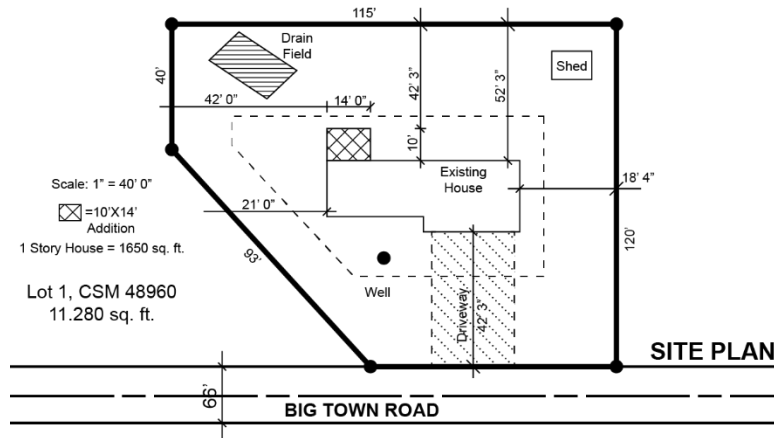 115’
Drain
Field
Shed
40’
42’ 0”
14’ 0”
42’ 3”
52’ 3”
10’
Existing
House
18’ 4”
Scale: 1” = 40’ 0”
=10’X14’
Addition
1 Story House = 1650 sq. ft.
21’ 0”
93’
120’
Well
Driveway
42’ 3”
Lot 1, CSM 48960
11.280 sq. ft.
SITE PLAN
66’
BIG TOWN ROAD